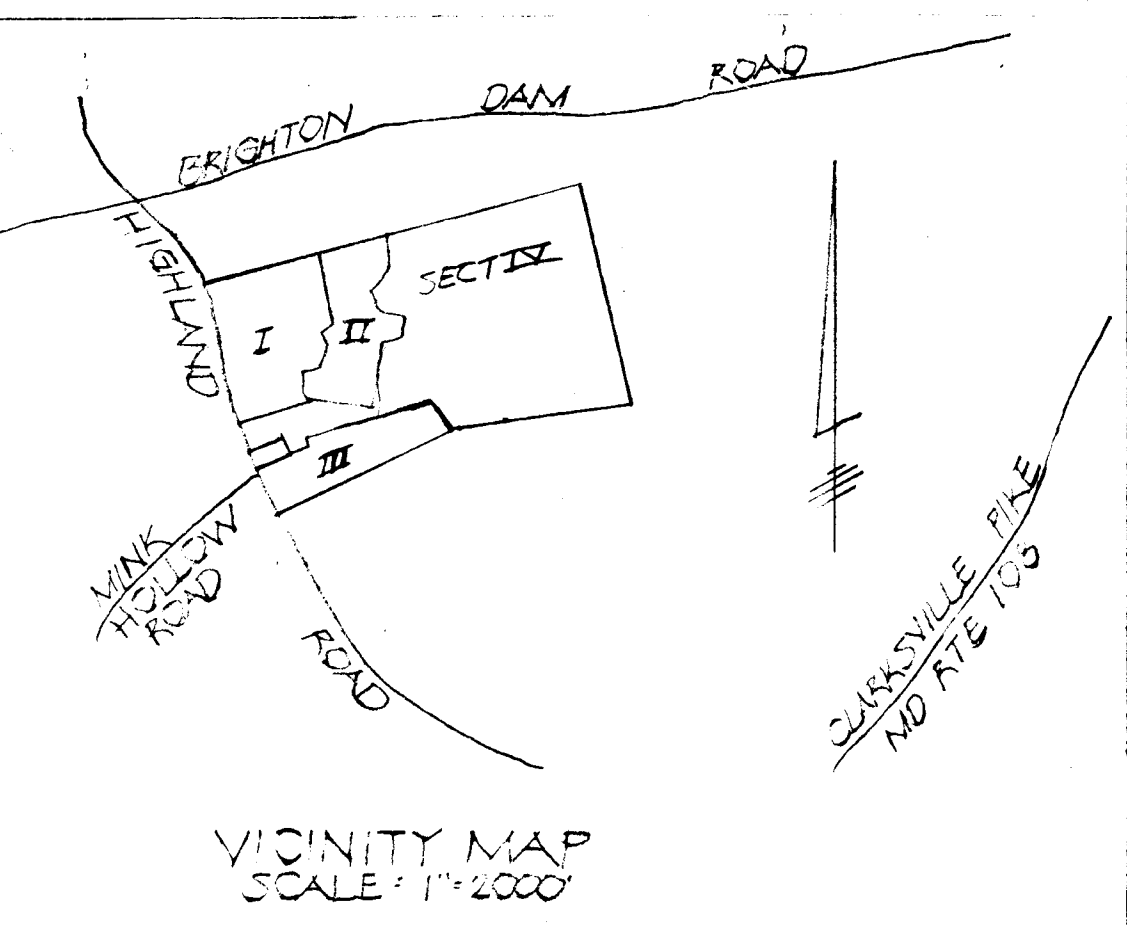 BRIGHTON DAM ROAD
HIGHLAND ROAD
SECT IV
I
II
III
MINK
HOLLOW
ROAD
CLARKSVILLE PIKE
MD RTE 108
VICINITY MAP
SCALE: 1"=2000'